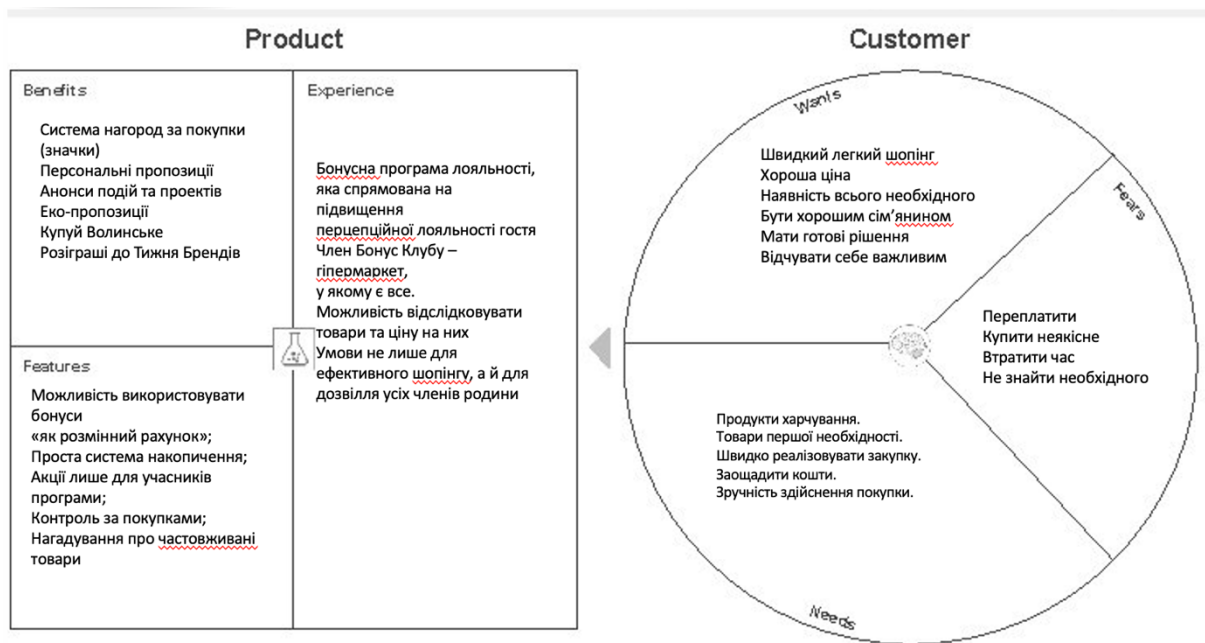 Product
Customer
Benefits
Система нагород за покупки
(значки)
Персональні пропозиції
Анонси подій та проектів
Еко-пропозиції
Купуй Волинське
Розіграші до Тижня Брендів
Experience
Бонусна програма лояльності,
яка спрямована на
підвищення
перцепційної лояльності гостя
Член Бонус Клубу –
гіпермаркет,
у якому є все.
Можливість відслідковувати
товари та ціну на них
Умови не лише для
ефективного шопінгу, а й для
дозвілля усіх членів родини
Features
Можливість використовувати
бонуси
«як розмінний рахунок»;
Проста система накопичення;
Акції лише для учасників
програми;
Контроль за покупками;
Нагадування про частовживані
товари
Wants
Швидкий легкий шопінг
Хороша ціна
Наявність всього необхідного
Бути хорошим сім’янином
Мати готові рішення
Відчувати себе важливим
Fears
Переплатити
Купити неякісне
Втратити час
Не знайти необхідного
Продукти харчування.
Товари першої необхідності.
Швидко реалізовувати закупку.
Заощадити кошти.
Зручність здійснення покупки.
Needs